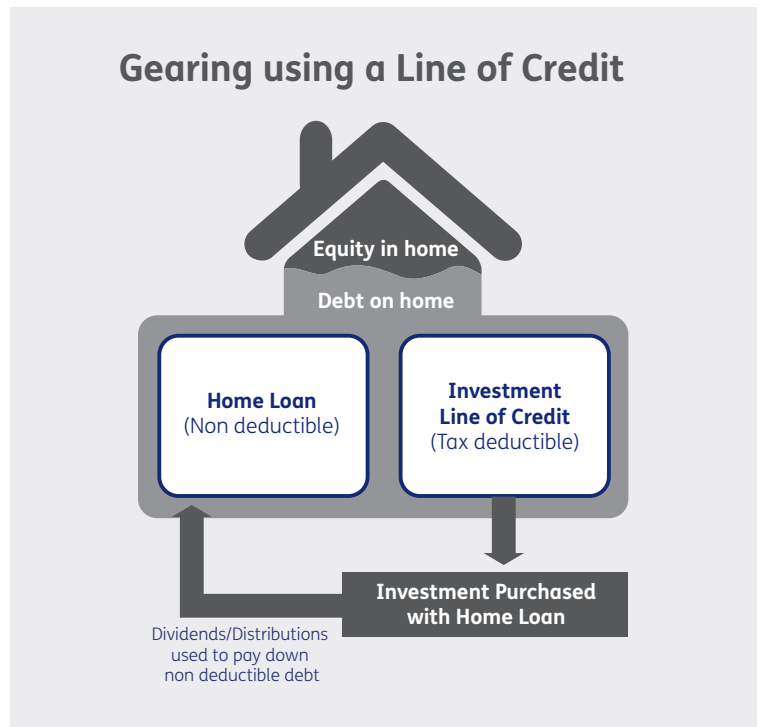 Gearing using a Line of Credit
Equity in home
Debt on home
Home Loan
(Non deductible)
Investment
Line of Credit
(Tax deductible)
Investment Purchased
with Home Loan
Dividends/Distributions
used to pay down
non deductible debt